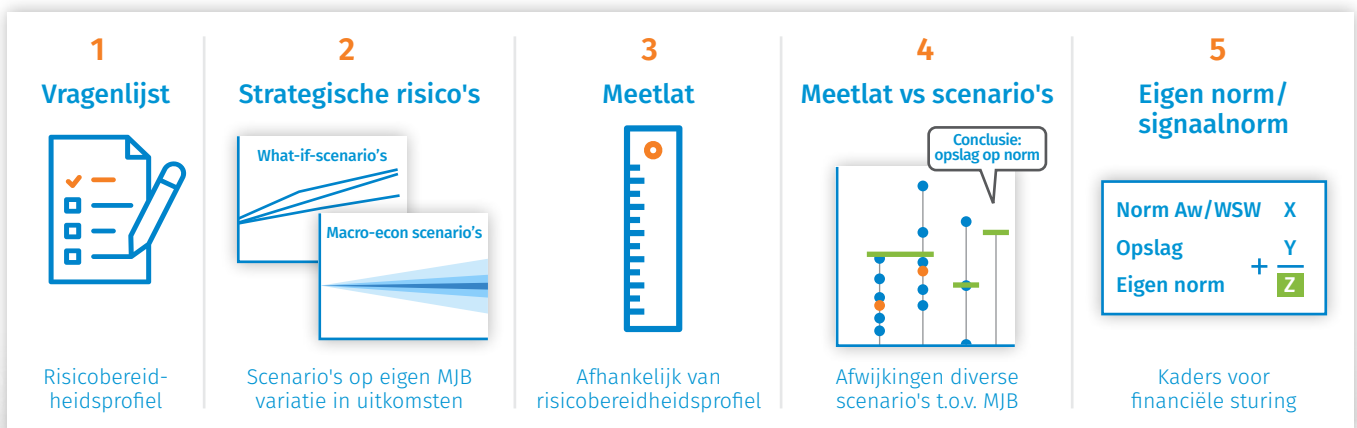 1
Vragenlijst
Risicobereid-
heidsprofiel
2
Strategische risico's
What-if-scenario’s
Macro-econ scenario’s
Scenario's op eigen MJB
variatie in uitkomsten
3
Meetlat
Afhankelijk van
risicobereidheidsprofiel
4
Meetlat vs scenario's
Conclusie:
opslag op norm
Afwijkingen diverse
scenario's t.o.v. MJB
5
Eigen norm/
signaalnorm
Norm Aw/WSW X
Opslag Y
+
Eigen norm Z
Kaders voor
financiële sturing